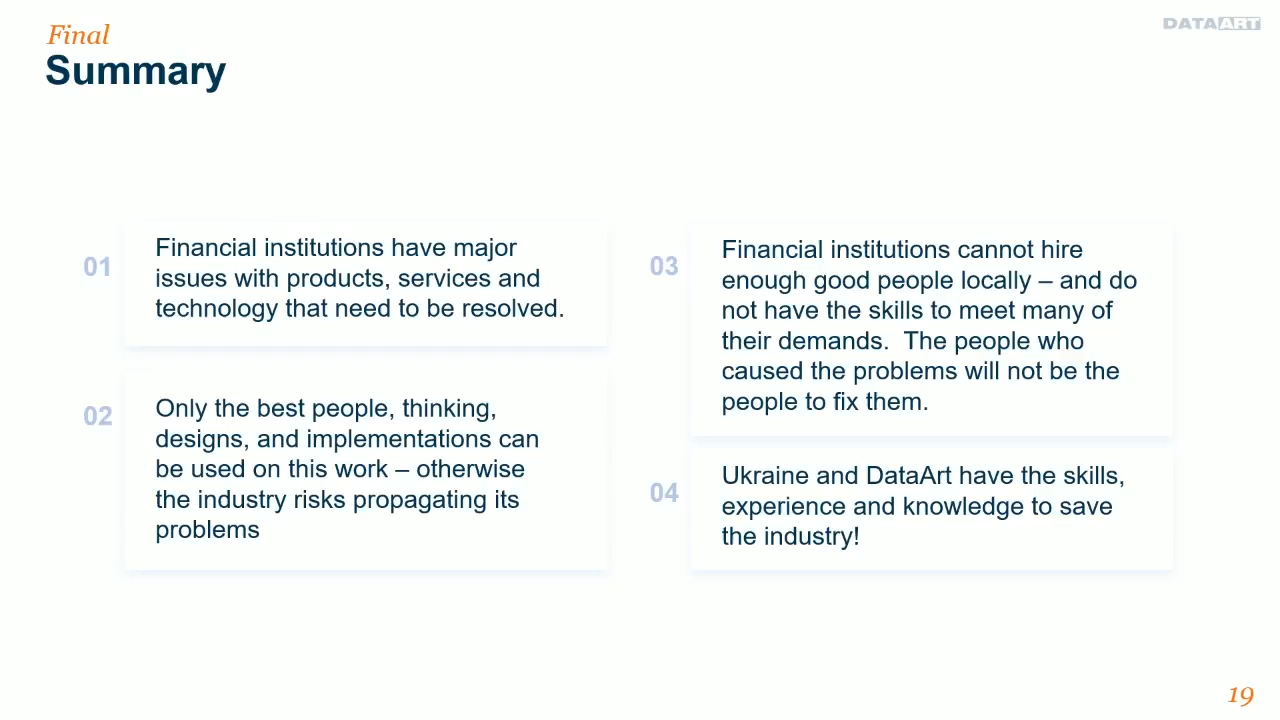 Final
DATAART
Summary
01
Financial institutions have major
issues with products, services and
technology that need to be resolved.
02
Only the best people, thinking,
designs, and implementations can
be used on this work – otherwise
the industry risks propagating its
problems
03
Financial institutions cannot hire
enough good people locally – and do
not have the skills to meet many of
their demands.  The people who
caused the problems will not be the
people to fix them.
04
Ukraine and DataArt have the skills,
experience and knowledge to save
the industry!
19